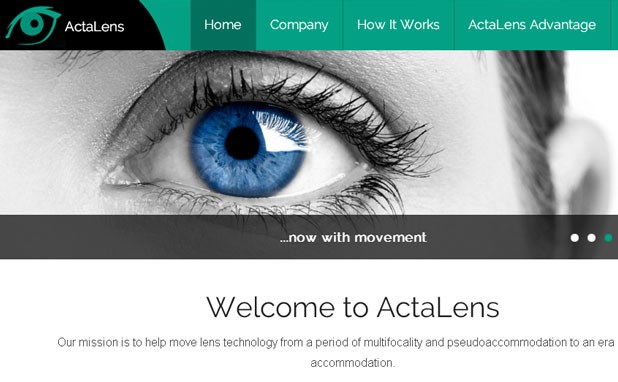 ActaLens
Home Company How It Works ActaLens Advantage
...now with movement
Welcome to ActaLens
Our mission is to help move lens technology from a period of multifocality and pseudoaccommodation to an era
accommodation.